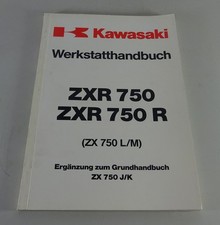 Kawasaki
Werkstatthandbuch
ZXR 750
ZXR 750 R
(ZX 750 L/M)
Ergänzung zum Grundhandbuch
ZX 750 J/K